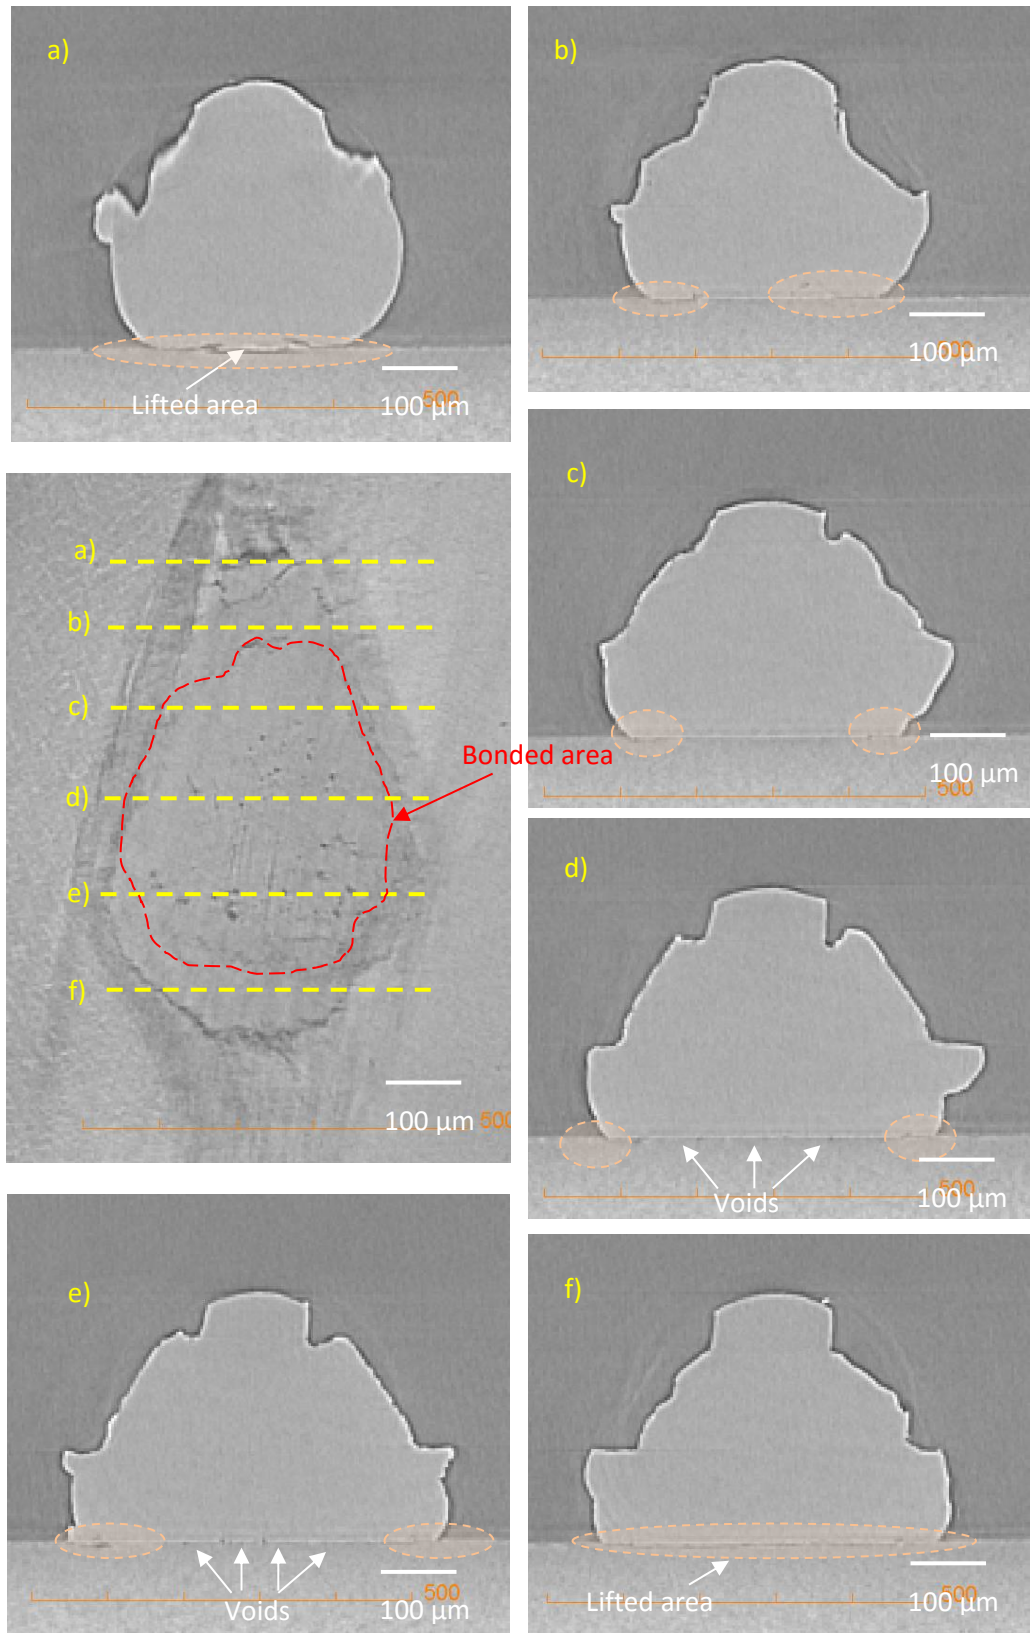 a)
Lifted area
500
100 µm
b)
500
100 µm
c)
500
100 µm
a)
b)
c)
d)
e)
f)
Bonded area
500
100 µm
d)
Voids
500
100 µm
e)
Voids
500
100 µm
f)
Lifted area
500
100 µm